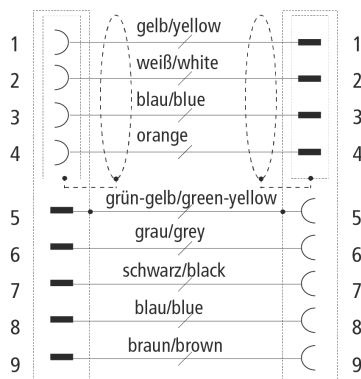 1 gelb/yellow 1
2 weiß/white 2
3 blau/blue 3
4 orange 4
5 grün-gelb/green-yellow 5
6 grau/grey 6
7 schwarz/black 7
8 blau/blue 8
9 braun/brown 9